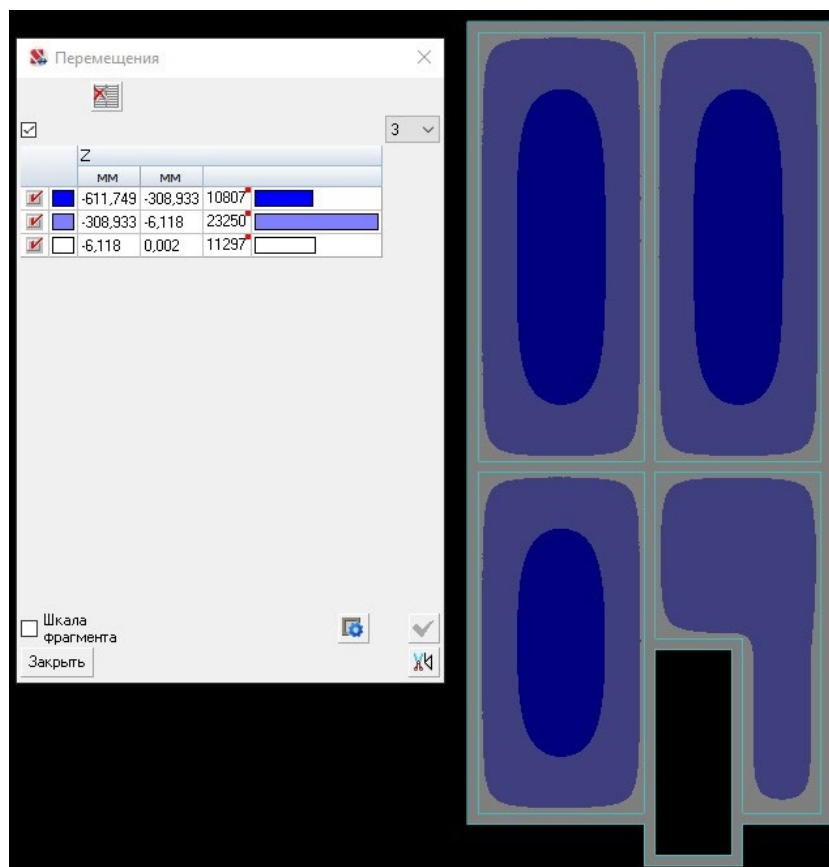 Перемещения
3
Z
мм мм
-611,749 -308,933 10807
-308,933 -6,118 23250
-6,118 0,002 11297
Шкала
фрагмента
Закрыть